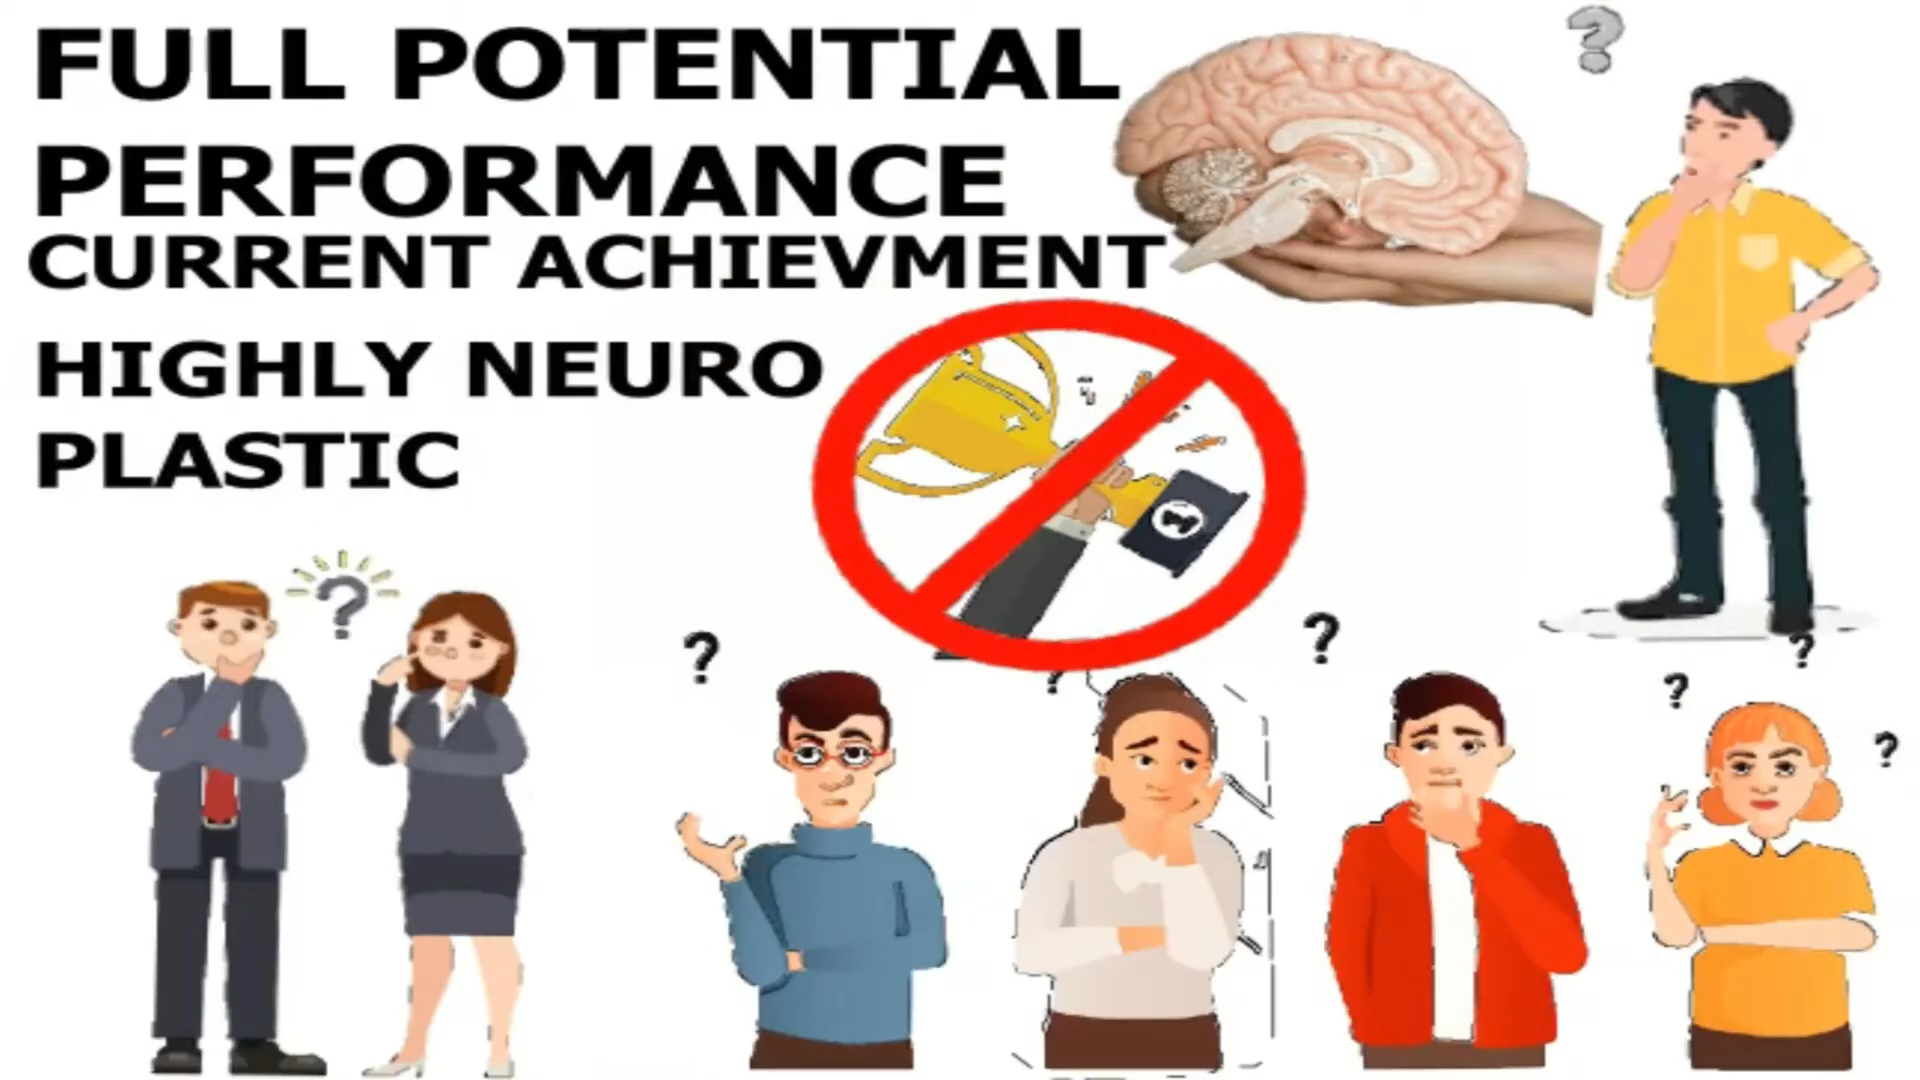 FULL POTENTIAL
PERFORMANCE
CURRENT ACHIEVMENT
HIGHLY NEURO
PLASTIC